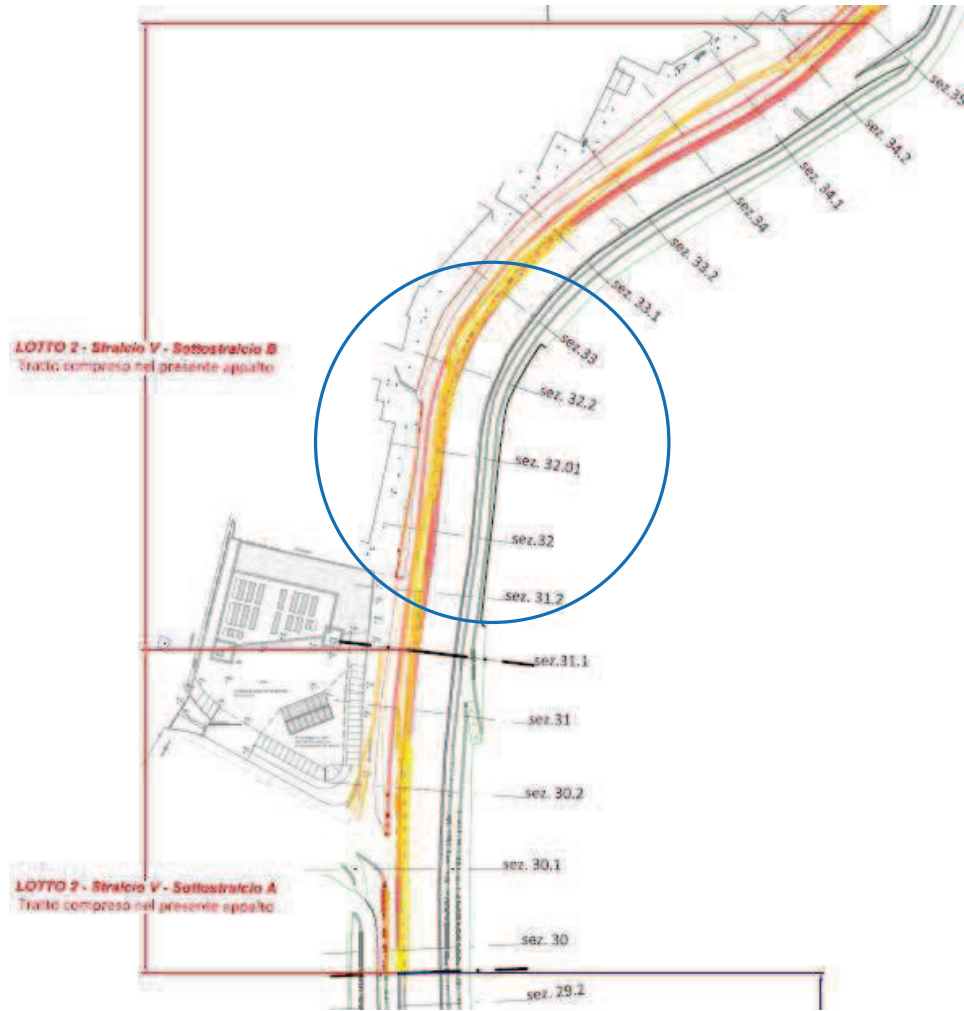 sez.35
sez. 34.2
sez. 34.1
sez. 34
sez. 33.2
sez. 33.1
sez.33
LOTTO 2 - Stralcio V - Sottostralcio B
Tratto compreso nel presente appalto
sez. 32.2
sez. 32.01
sez.32
sez. 31.2
sez.31.1
sez. 31
sez. 30.2
sez. 30.1
LOTTO 2 - Stralcio V - Sottostralcio A
Tratto compreso nel presente appalto
sez. 30
sez. 29.2